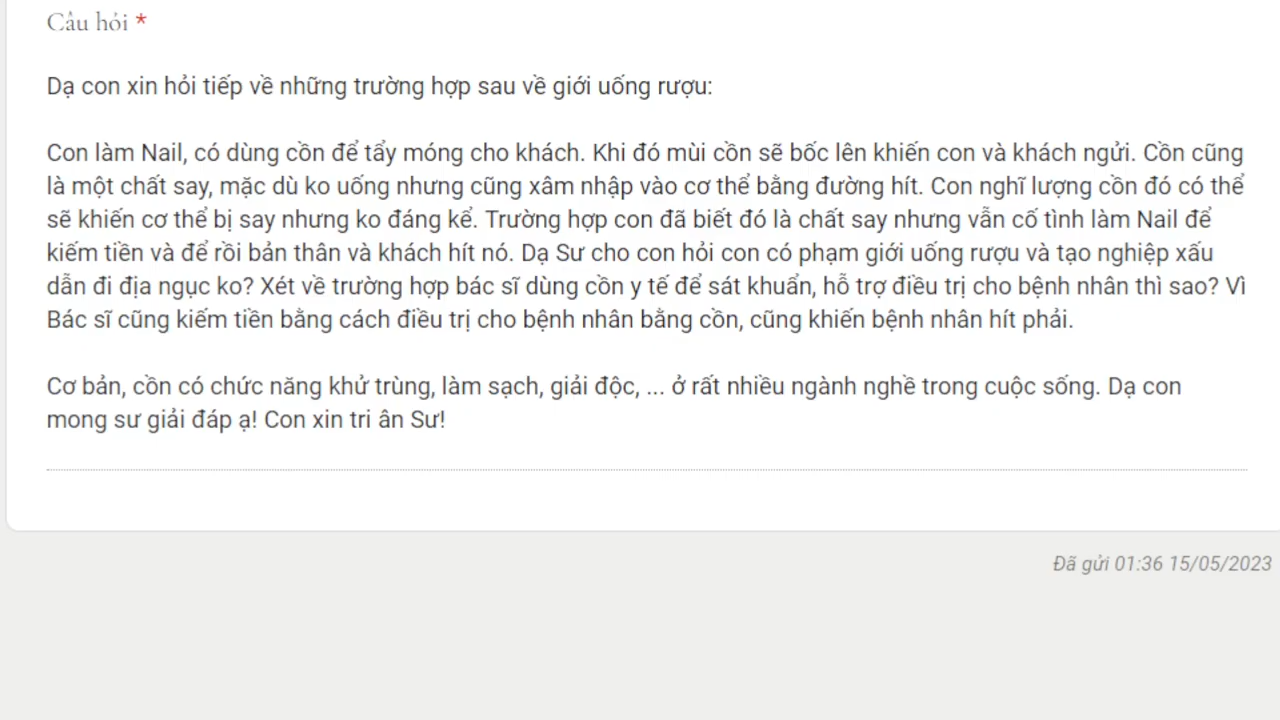 Câu hỏi *
Dạ con xin hỏi tiếp về những trường hợp sau về giới uống rượu:
Con làm Nail, có dùng cồn để tẩy móng cho khách. Khi đó mùi cồn sẽ bốc lên khiến con và khách ngửi. Cồn cũng
là một chất say, mặc dù ko uống nhưng cũng xâm nhập vào cơ thể bằng đường hít. Con nghĩ lượng cồn đó có thể
sẽ khiến cơ thể bị say nhưng ko đáng kể. Trường hợp con đã biết đó là chất say nhưng vẫn cố tình làm Nail để
kiếm tiền và để rồi bản thân và khách hít nó. Dạ Sư cho con hỏi con có phạm giới uống rượu và tạo nghiệp xấu
dẫn đi địa ngục ko? Xét về trường hợp bác sĩ dùng cồn y tế để sát khuẩn, hỗ trợ điều trị cho bệnh nhân thì sao? Vì
Bác sĩ cũng kiếm tiền bằng cách điều trị cho bệnh nhân bằng cồn, cũng khiến bệnh nhân hít phải.
Cơ bản, cồn có chức năng khử trùng, làm sạch, giải độc, ... ở rất nhiều ngành nghề trong cuộc sống. Dạ con
mong sư giải đáp ạ! Con xin tri ân Sư!
Đã gửi 01:36 15/05/2023